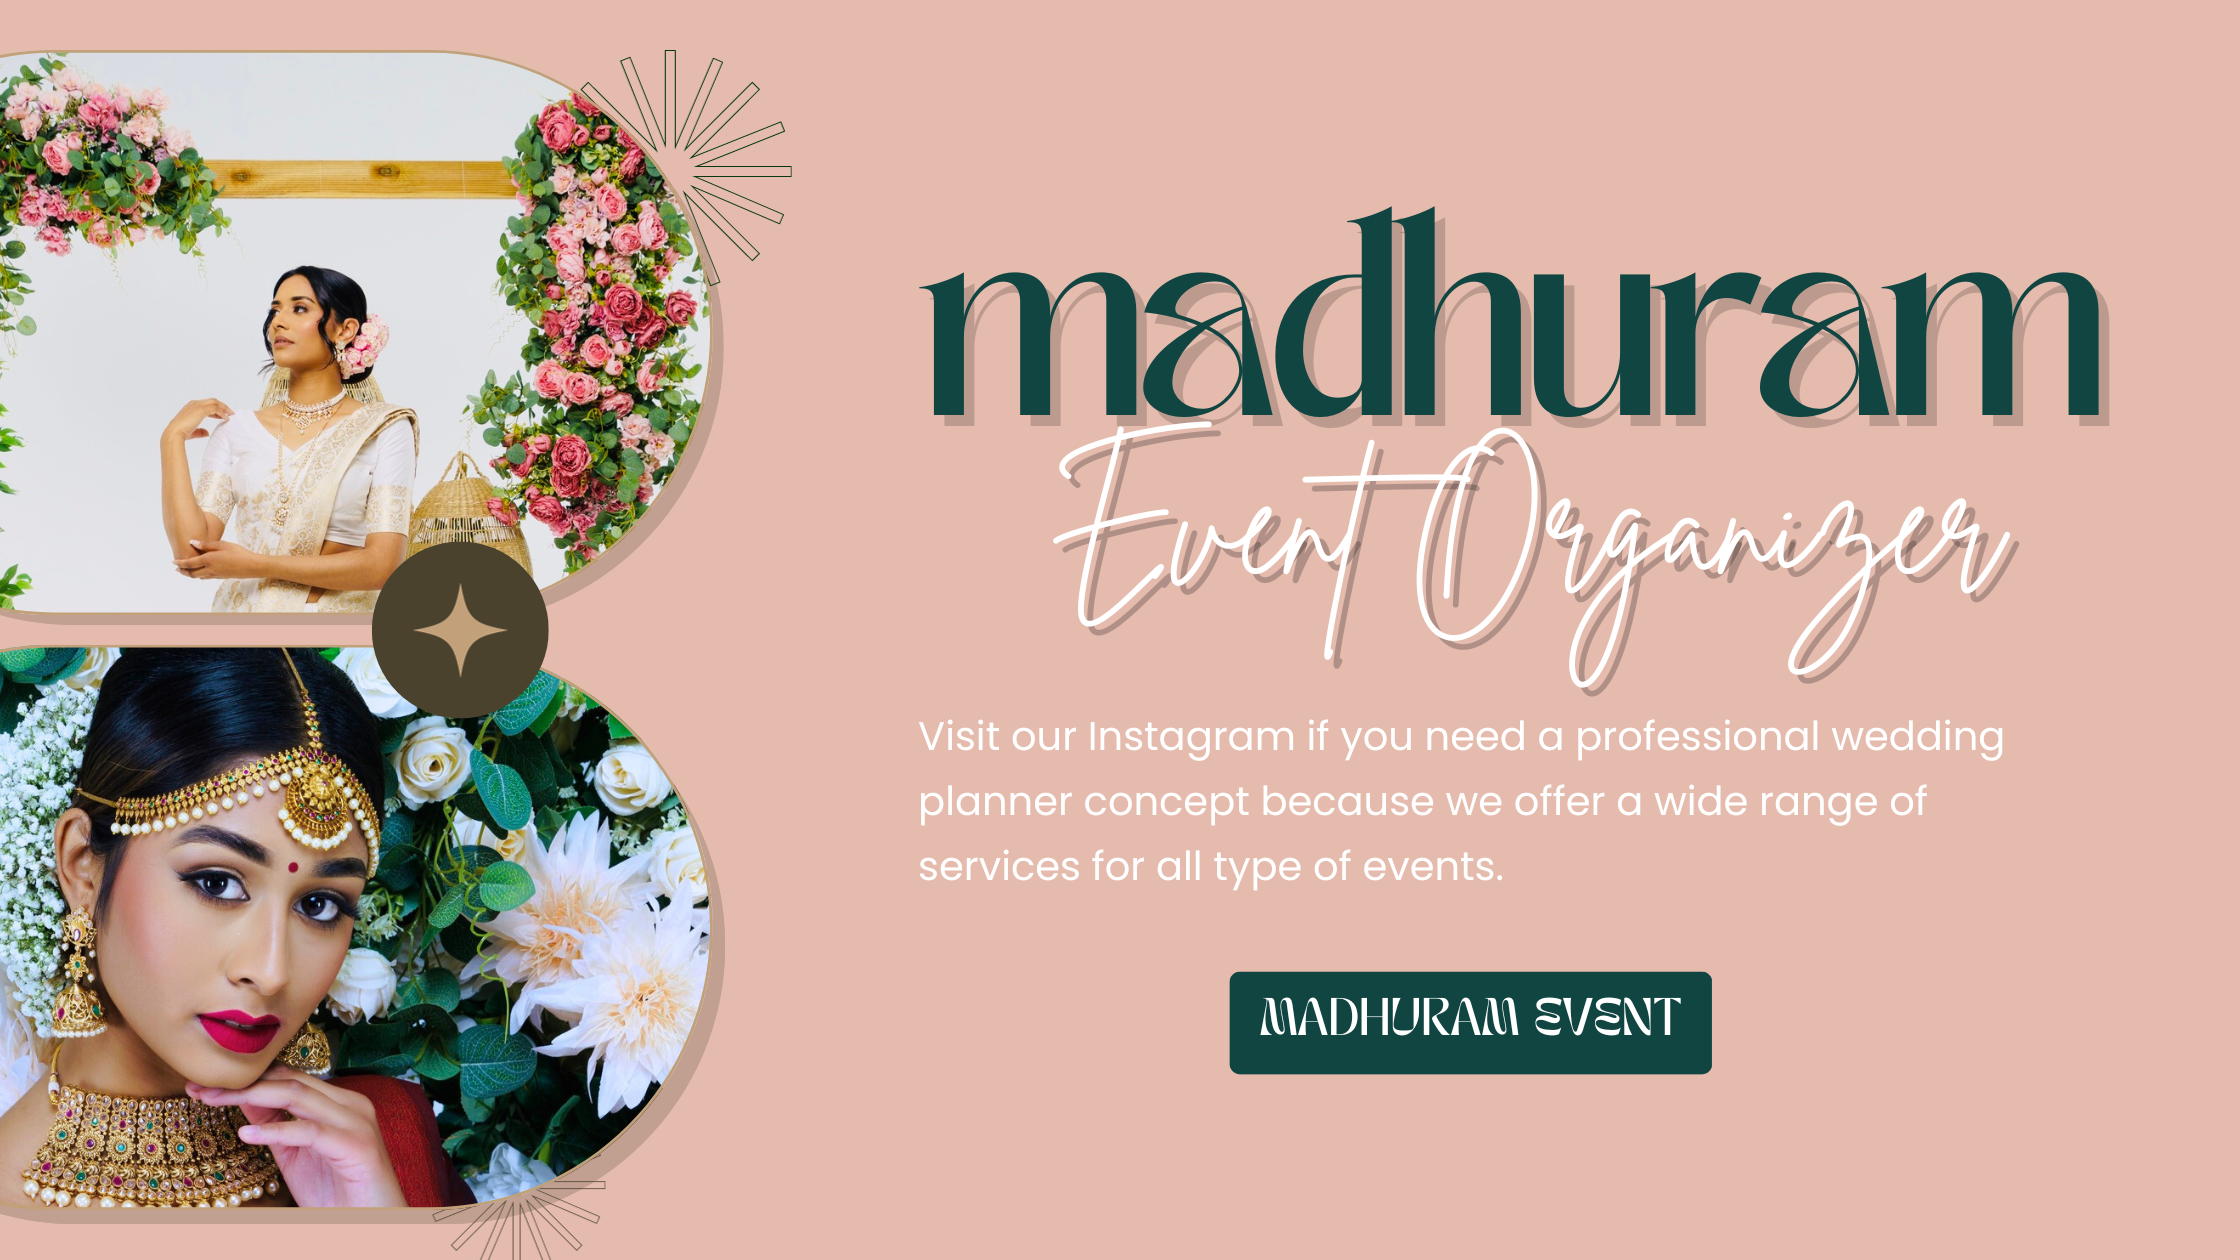 madhuram
Event Organizer
Visit our Instagram if you need a professional wedding
planner concept because we offer a wide range of
services for all type of events.
MADHURAM EVENT